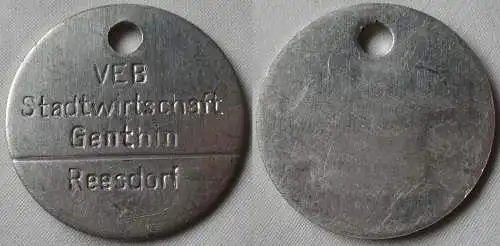 VEB
Stadtwirtschaft
Genthin
Reesdorf